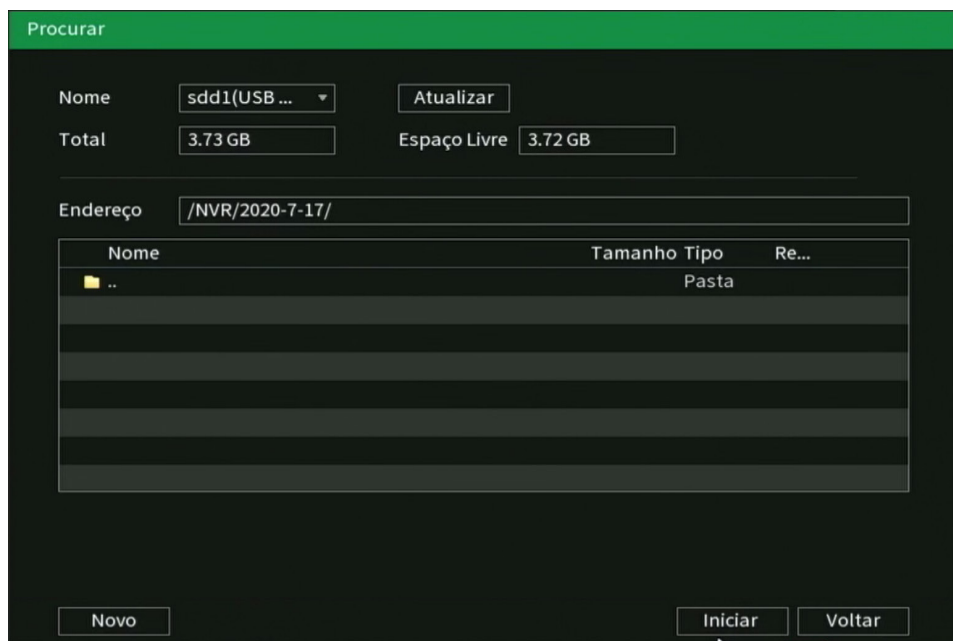 Procurar
Nome sdd1(USB ... Atualizar
Total 3.73 GB Espaço Livre 3.72 GB
Endereço /NVR/2020-7-17/
Nome Tamanho Tipo Re...
.. Pasta
Novo Iniciar Voltar